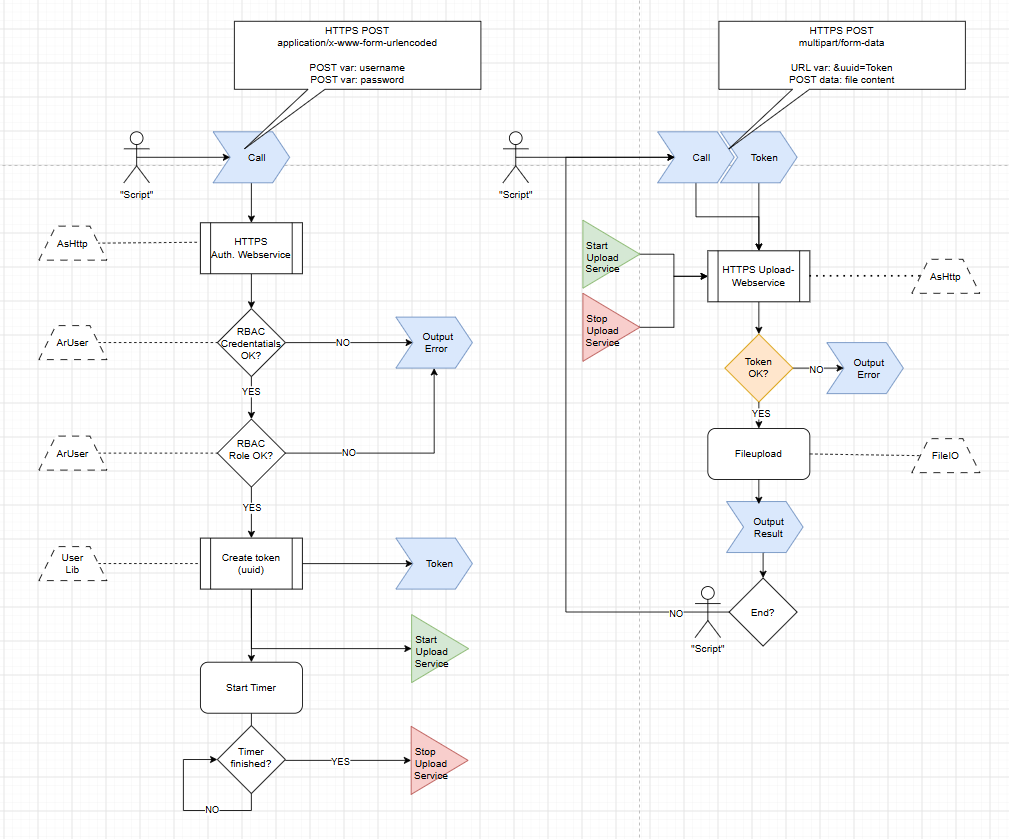 HTTPS POST
application/x-www-form-urlencoded
POST var: username
POST var: password
"Script"
Call
AsHttp
HTTPS
Auth. Webservice
ArUser
RBAC
Credentatials
OK?
NO
Output
Error
YES
ArUser
RBAC
Role OK?
NO
YES
User
Lib
Create token
(uuid)
Token
Start
Upload
Service
Start Timer
Timer
finished?
YES
Stop
Upload
Service
NO
HTTPS POST
multipart/form-data
URL var: &uuid=Token
POST data: file content
"Script"
Call
Token
Start
Upload
Service
Stop
Upload
Service
HTTPS Upload-
Webservice
AsHttp
Token
OK?
NO
Output
Error
YES
Fileupload
FileIO
Output
Result
End?
NO
"Script"